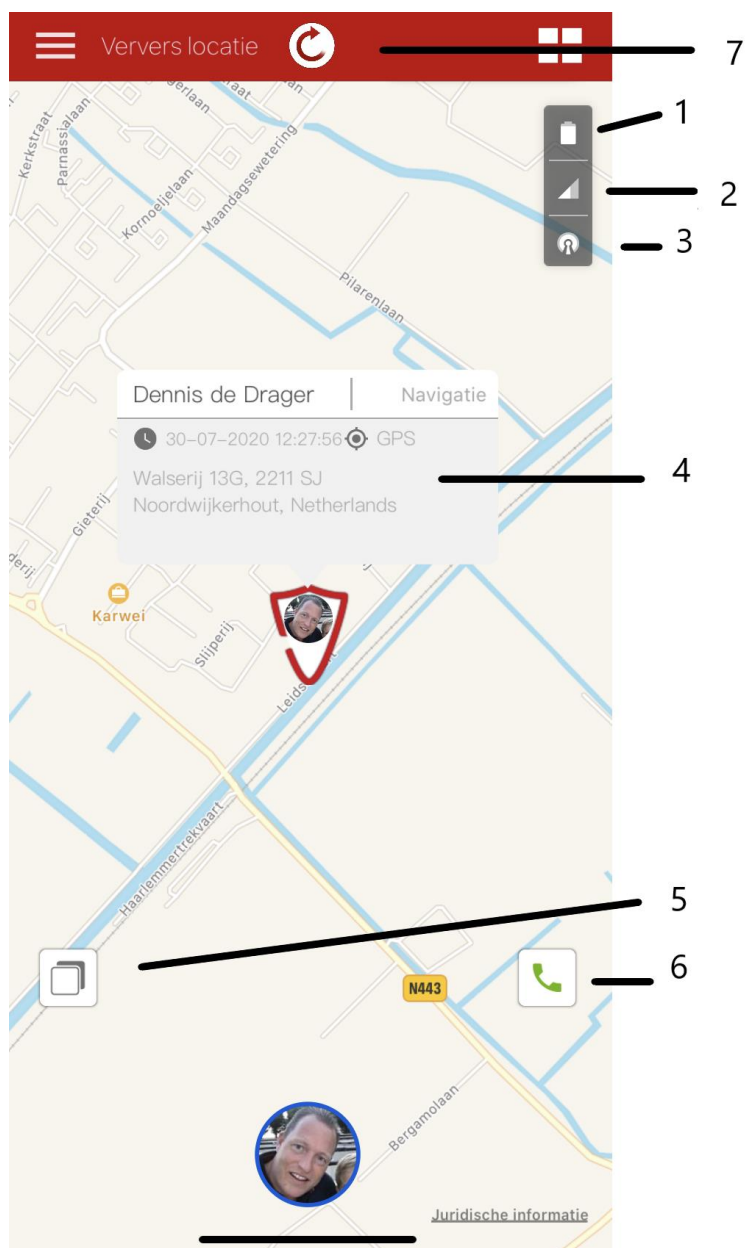 Ververs locatie
7
1
2
3
Kerkstraat
Parnassialaan
Kornoeljelaan
Maandagsewetering
Pilarenlaan
Dennis de Drager
Navigatie
30-07-2020 12:27:56
GPS
Walserij 13G, 2211 SJ
Noordwijkerhout, Netherlands
4
Gieterij
Karwei
Slijperij
Haarlemmertrekvaart
5
6
N443
Bergamolaan
Juridische informatie